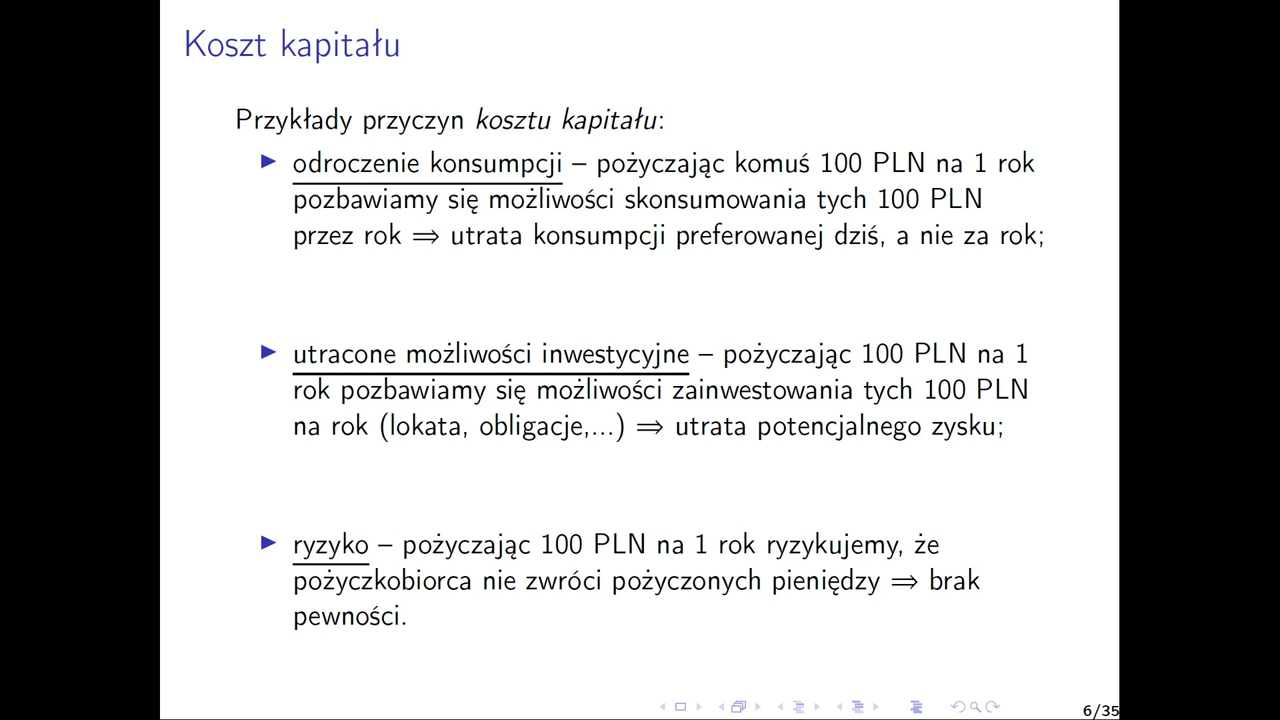 Koszt kapitału
Przykłady przyczyn kosztu kapitału:
odroczenie konsumpcji – pożyczając komuś 100 PLN na 1 rok
pozbawiamy się możliwości skonsumowania tych 100 PLN
przez rok ⇒ utrata konsumpcji preferowanej dziś, a nie za rok;
utracone możliwości inwestycyjne – pożyczając 100 PLN na 1
rok pozbawiamy się możliwości zainwestowania tych 100 PLN
na rok (lokata, obligacje,...) ⇒ utrata potencjalnego zysku;
ryzyko – pożyczając 100 PLN na 1 rok ryzykujemy, że
pożyczkobiorca nie zwróci pożyczonych pieniędzy ⇒ brak
pewności.
6/35